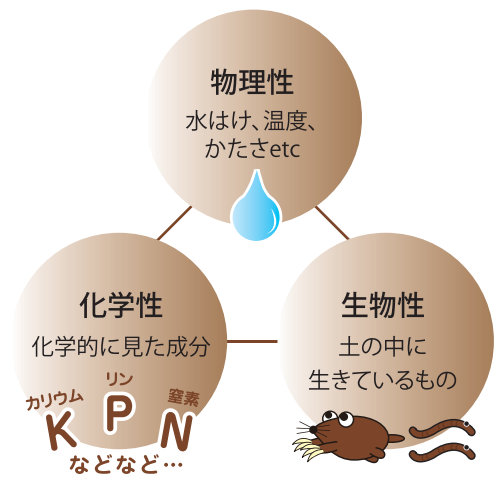 物理性
水はけ、温度、
かたさetc
化学性
化学的に見た成分
カリウム
リン
窒素
K P N
などなど…
生物性
土の中に
生きているもの